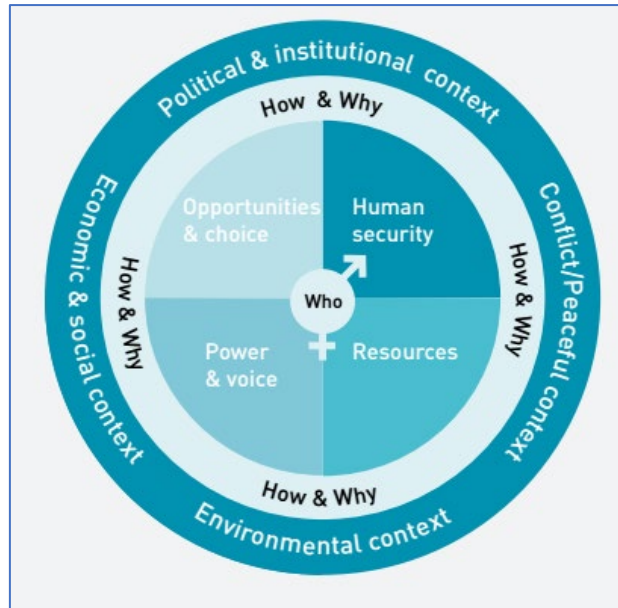 Political & institutional context
How & Why
Economic & social context
How & Why
Opportunities
& choice
Human
security
How & Why
Conflict/Peaceful context
Who
Power
& voice
Resources
How & Why
Environmental context